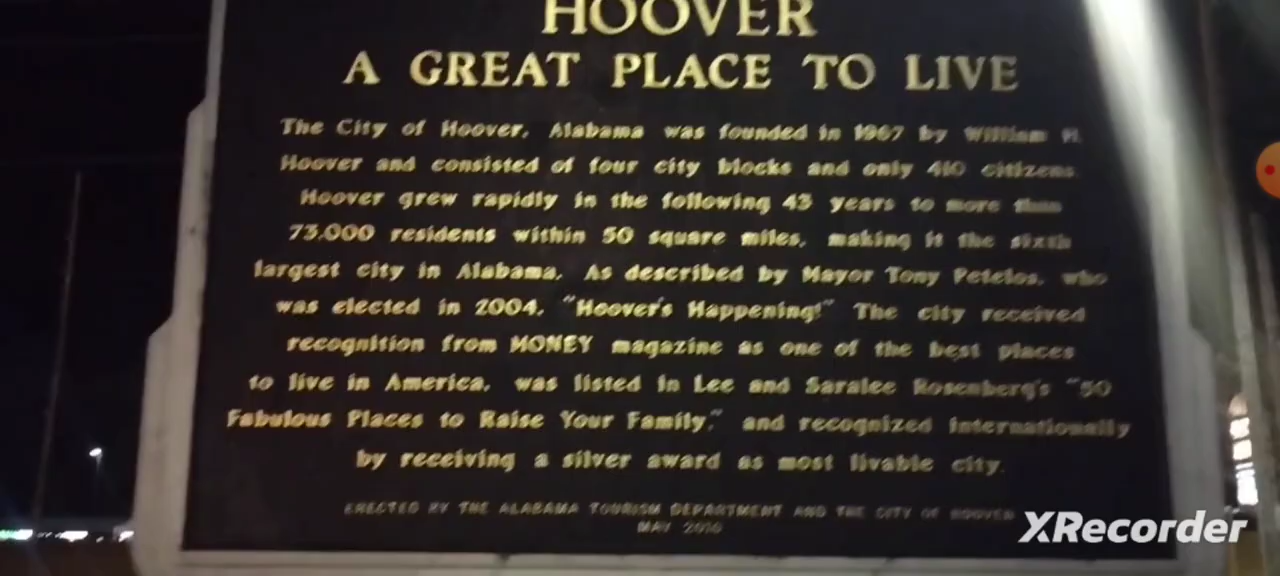 HOOVER
A GREAT PLACE TO LIVE
The City of Hoover, Alabama was founded in 1967 by William H.
Hoover and consisted of four city blocks and only 410 citizens.
Hoover grew rapidly in the following 43 years to more than
73,000 residents within 50 square miles, making it the sixth
largest city in Alabama. As described by Mayor Tony Petelos, who
was elected in 2004, "Hoover's Happening!" The city received
recognition from MONEY magazine as one of the best places
to live in America, was listed in Lee and Saralee Rosenberg's "50
Fabulous Places to Raise Your Family," and recognized internationally
by receiving a silver award as most livable city.
ERECTED BY THE ALABAMA TOURISM DEPARTMENT AND THE CITY OF HOOVER
MAY 2010
XRecorder